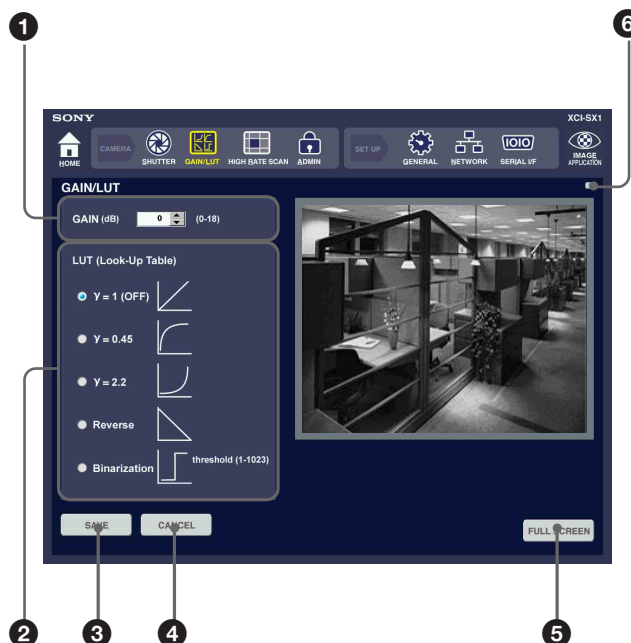 1
6
SONY
XCI-SX1
HOME
CAMERA
SHUTTER
GAIN/LUT
HIGH RATE SCAN
ADMIN
SET UP
GENERAL
NETWORK
SERIAL I/F
IMAGE
APPLICATION
GAIN/LUT
GAIN (dB) 0 (0-18)
LUT (Look-Up Table)
γ = 1 (OFF)
γ = 0.45
γ = 2.2
Reverse
Binarization
threshold (1-1023)
SAVE
CANCEL
FULL SCREEN
2
3
4
5